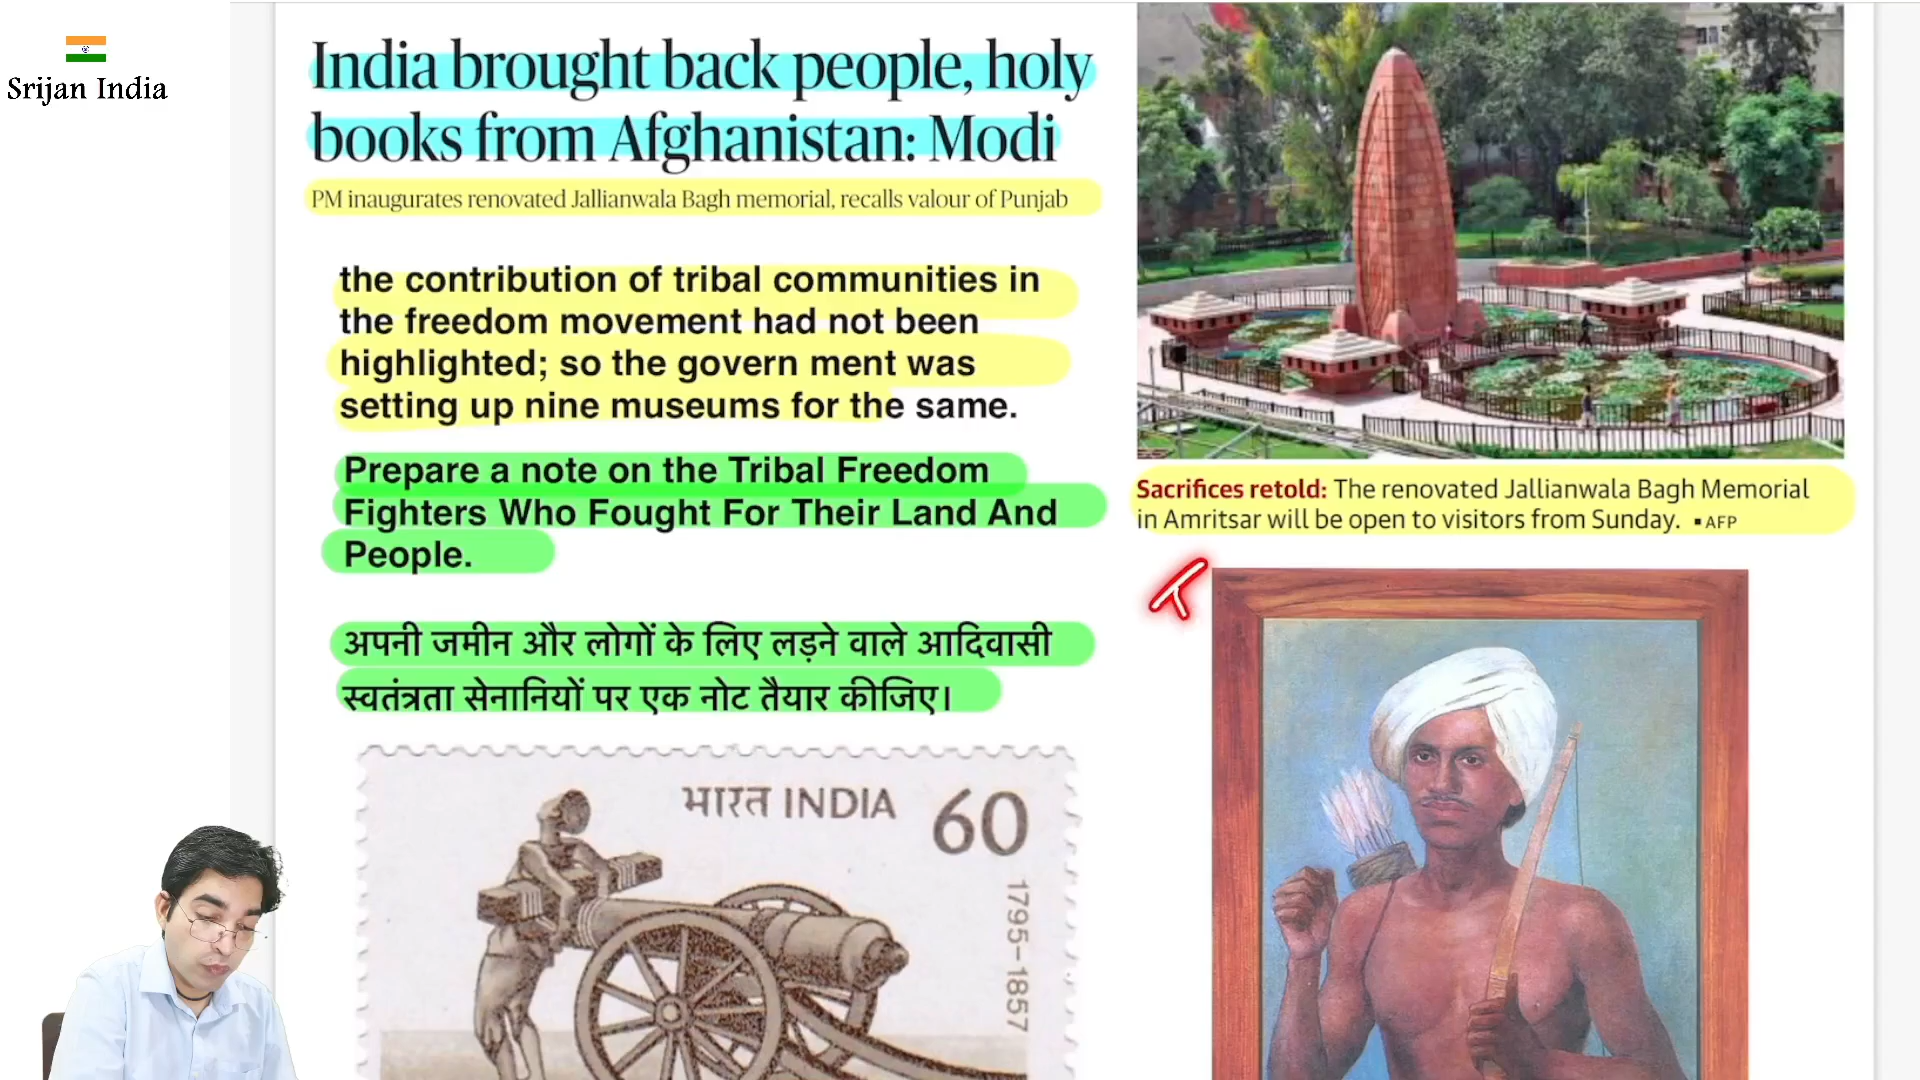 Srijan India
India brought back people, holy
books from Afghanistan: Modi
PM inaugurates renovated Jallianwala Bagh memorial, recalls valour of Punjab
the contribution of tribal communities in
the freedom movement had not been
highlighted; so the govern ment was
setting up nine museums for the same.
Prepare a note on the Tribal Freedom
Fighters Who Fought For Their Land And
People.
अपनी जमीन और लोगों के लिए लड़ने वाले आदिवासी
स्वतंत्रता सेनानियों पर एक नोट तैयार कीजिए।
भारत INDIA 60
1795-1857
Sacrifices retold: The renovated Jallianwala Bagh Memorial
in Amritsar will be open to visitors from Sunday. ▪ AFP